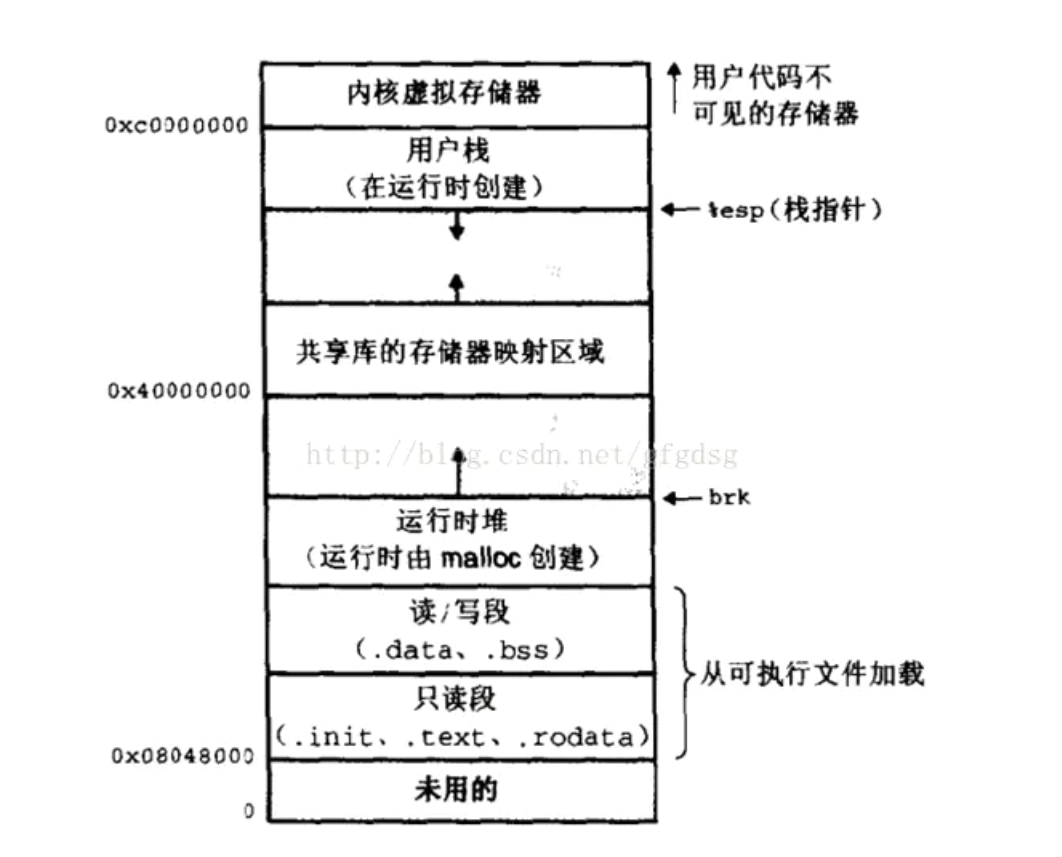 内核虚拟存储器
用户代码不
可见的存储器
0xc0000000
用户栈
(在运行时创建)
%esp(栈指针)
共享库的存储器映射区域
0x40000000
http://blog.csdn.net/gfgdsg
brk
运行时堆
(运行时由 malloc 创建)
读/写段
(.data、.bss)
从可执行文件加载
只读段
(.init、.text、.rodata)
0x08048000
未用的
0